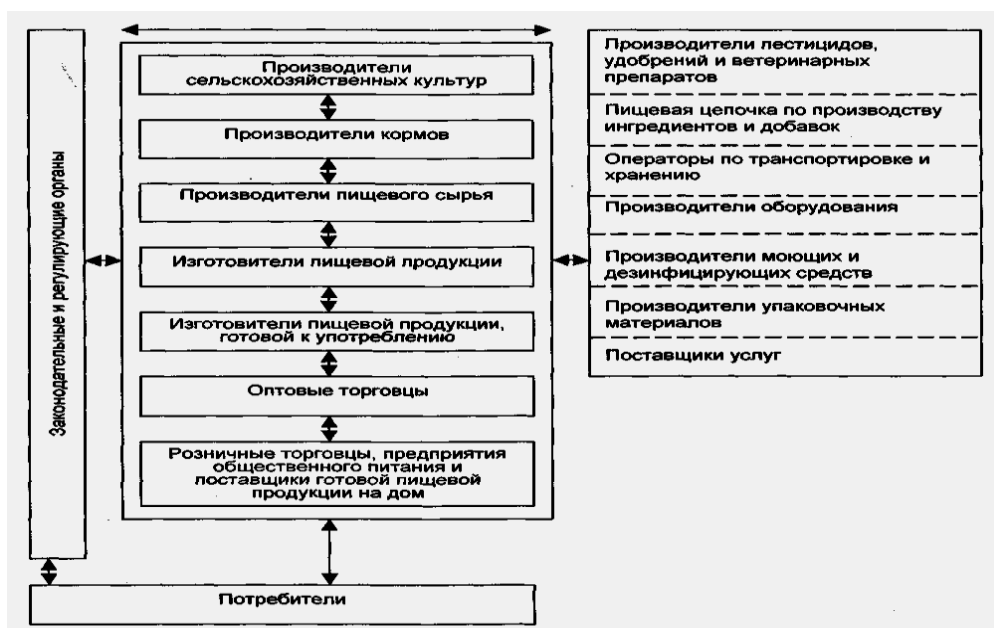 Законодательные и регулирующие органы
Производители
сельскохозяйственных культур
Производители кормов
Производители пищевого сырья
Изготовители пищевой продукции
Изготовители пищевой продукции,
готовой к употреблению
Оптовые торговцы
Розничные торговцы, предприятия
общественного питания и
поставщики готовой пищевой
продукции на дом
Производители пестицидов,
удобрений и ветеринарных
препаратов
Пищевая цепочка по производству
ингредиентов и добавок
Операторы по транспортировке и
хранению
Производители оборудования
Производители моющих и
дезинфицирующих средств
Производители упаковочных
материалов
Поставщики услуг
Потребители